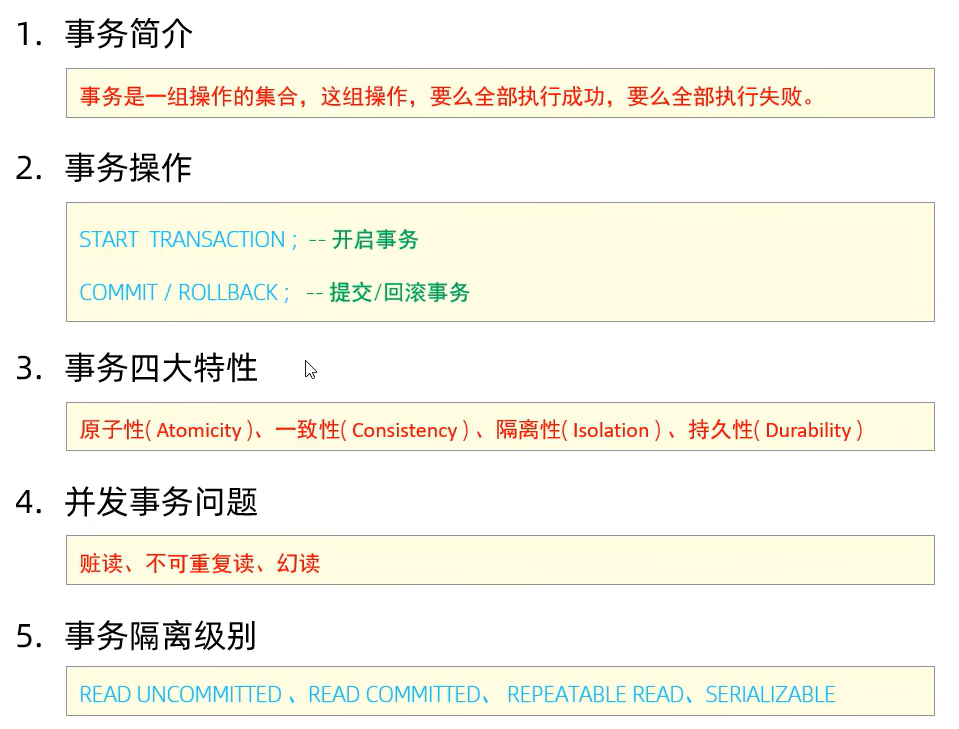 1. 事务简介
事务是一组操作的集合，这组操作，要么全部执行成功，要么全部执行失败。
2. 事务操作
START TRANSACTION ; -- 开启事务
COMMIT / ROLLBACK ; -- 提交/回滚事务
3. 事务四大特性
原子性( Atomicity )、一致性( Consistency ) 、隔离性( Isolation ) 、持久性( Durability )
4. 并发事务问题
赃读、不可重复读、幻读
5. 事务隔离级别
READ UNCOMMITTED 、READ COMMITTED、 REPEATABLE READ、SERIALIZABLE